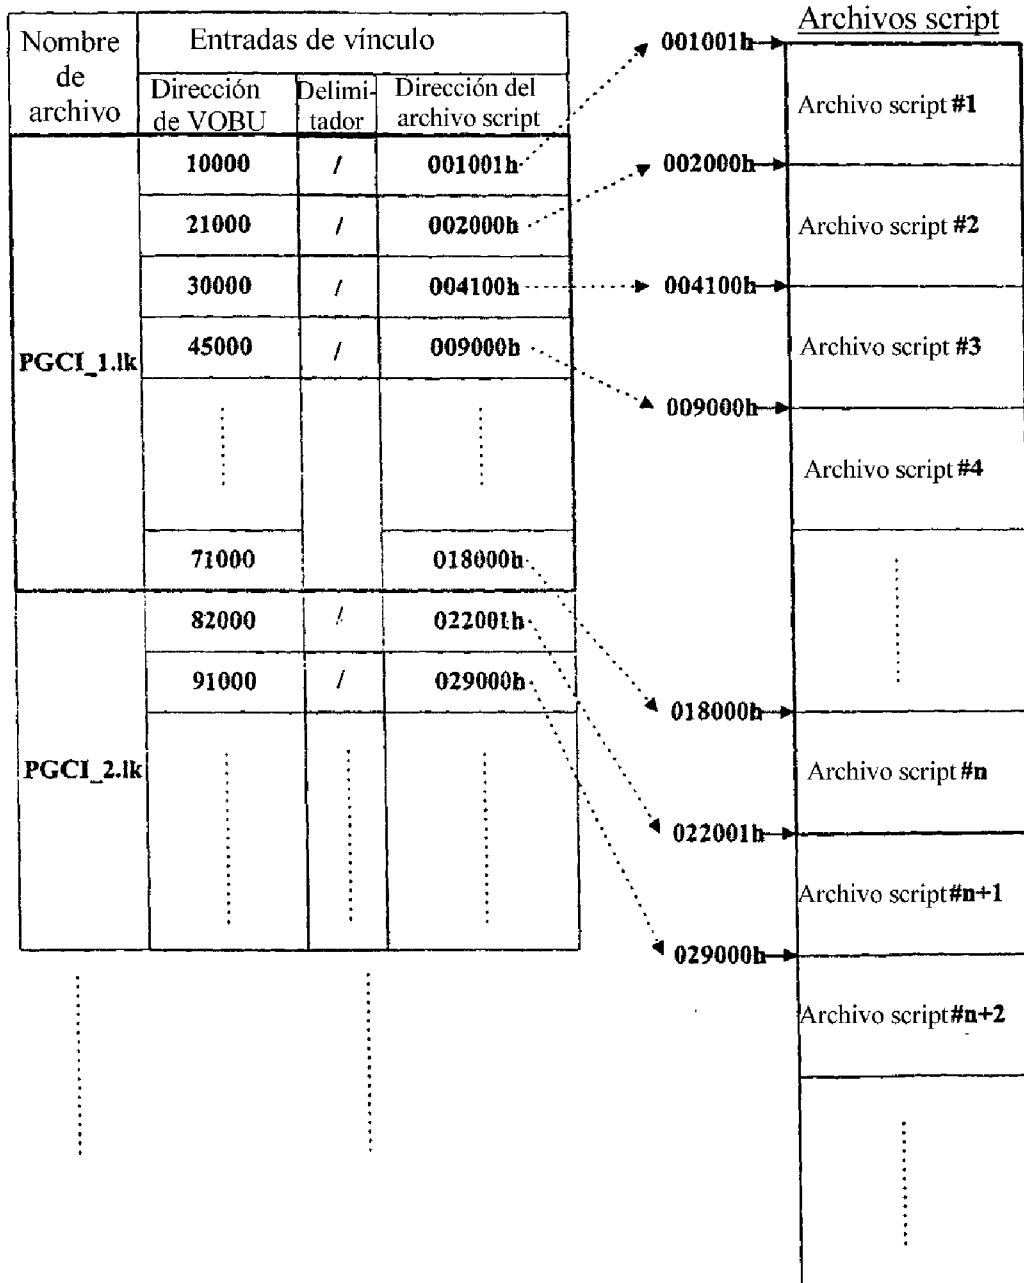 Archivos script
Nombre de archivo
Entradas de vínculo
Dirección de VOBU
Delimi-tador
Dirección del archivo script
PGCI_1.lk
10000 / 001001h
21000 / 002000h
30000 / 004100h
45000 / 009000h
71000 018000h
PGCI_2.lk
82000 / 022001h
91000 / 029000h
001001h
Archivo script #1
002000h
Archivo script #2
004100h
Archivo script #3
009000h
Archivo script #4
018000h
Archivo script #n
022001h
Archivo script #n+1
029000h
Archivo script #n+2